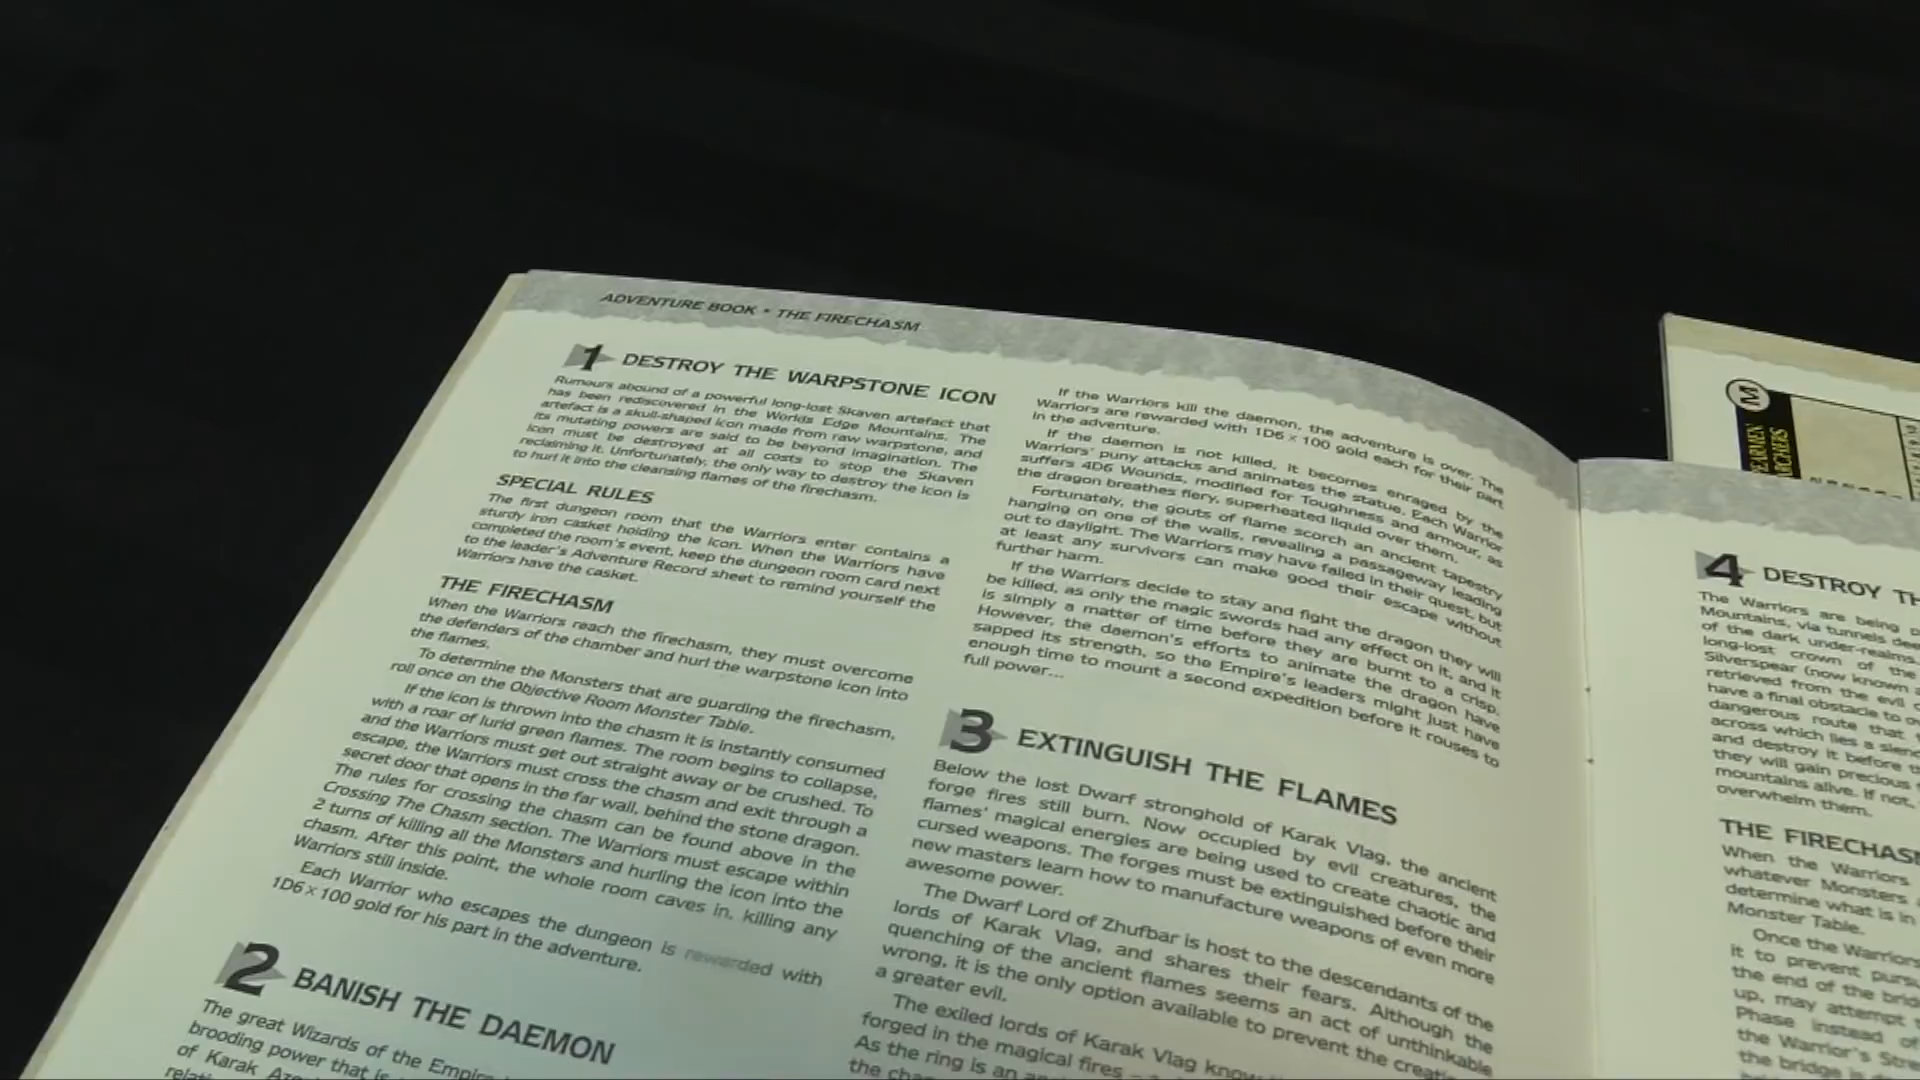 ADVENTURE BOOK • THE FIRECHASM
1 DESTROY THE WARPSTONE ICON
Rumours abound of a powerful long-lost Skaven artefact that
has been rediscovered in the Worlds Edge Mountains. The
artefact is a skull-shaped icon made from raw warpstone, and
its mutating powers are said to be beyond imagination. The
icon must be destroyed at all costs to stop the Skaven
reclaiming it. Unfortunately, the only way to destroy the icon is
to hurl it into the cleansing flames of the firechasm.
SPECIAL RULES
The first dungeon room that the Warriors enter contains a
sturdy iron casket holding the icon. When the Warriors have
completed the room's event, keep the dungeon room card next
to the leader's Adventure Record sheet to remind yourself the
Warriors have the casket.
THE FIRECHASM
When the Warriors reach the firechasm, they must overcome
the defenders of the chamber and hurl the warpstone icon into
the flames.
To determine the Monsters that are guarding the firechasm,
roll once on the Objective Room Monster Table.
If the icon is thrown into the chasm it is instantly consumed
with a roar of lurid green flames. The room begins to collapse,
and the Warriors must get out straight away or be crushed. To
escape, the Warriors must cross the chasm and exit through a
secret door that opens in the far wall, behind the stone dragon.
The rules for crossing the chasm can be found above in the
Crossing The Chasm section. The Warriors must escape within
2 turns of killing all the Monsters and hurling the icon into the
chasm. After this point, the whole room caves in, killing any
Warriors still inside.
Each Warrior who escapes the dungeon is rewarded with
1D6 × 100 gold for his part in the adventure.
2 BANISH THE DAEMON
The great Wizards of the Empire
brooding power that is
of Karak
If the Warriors kill the daemon, the adventure is over. The
Warriors are rewarded with 1D6 × 100 gold each for their part
in the adventure.
If the daemon is not killed, it becomes enraged by the
Warriors' puny attacks and animates the statue. Each Warrior
suffers 4D6 Wounds, modified for Toughness and armour, as
the dragon breathes fiery, superheated liquid over them.
Fortunately, the gouts of flame scorch an ancient tapestry
hanging on one of the walls, revealing a passageway leading
out to daylight. The Warriors may have failed in their quest, but
at least any survivors can make good their escape without
further harm.
If the Warriors decide to stay and fight the dragon they will
be killed, as only the magic swords had any effect on it, and it
is simply a matter of time before they are burnt to a crisp.
However, the daemon's efforts to animate the dragon have
sapped its strength, so the Empire's leaders might just have
enough time to mount a second expedition before it rouses to
full power...
3 EXTINGUISH THE FLAMES
Below the lost Dwarf stronghold of Karak Vlag, the ancient
forge fires still burn. Now occupied by evil creatures, the
flames' magical energies are being used to create chaotic and
cursed weapons. The forges must be extinguished before their
new masters learn how to manufacture weapons of even more
awesome power.
The Dwarf Lord of Zhufbar is host to the descendants of the
lords of Karak Vlag, and shares their fears. Although the
quenching of the ancient flames seems an act of unthinkable
wrong, it is the only option available to prevent the
a greater evil.
The exiled lords of Karak Vlag
forged in the magical fires
As the ring is an
the
4 DESTROY
The Warriors are being
Mountains, via tunnels
of the dark under-realms.
long-lost crown of the
Silverspear (now known
retrieved from the evil
have a final obstacle to
dangerous route that
across which lies a
and destroy it before
they will gain precious
mountains alive. If not,
overwhelm them.
THE FIRECHASM
When the Warriors
whatever Monsters
determine what is in
Monster Table.
Once the Warriors
it to prevent
the end of the
up, may attempt
Phase instead of
the Warrior's
the bridge is
M